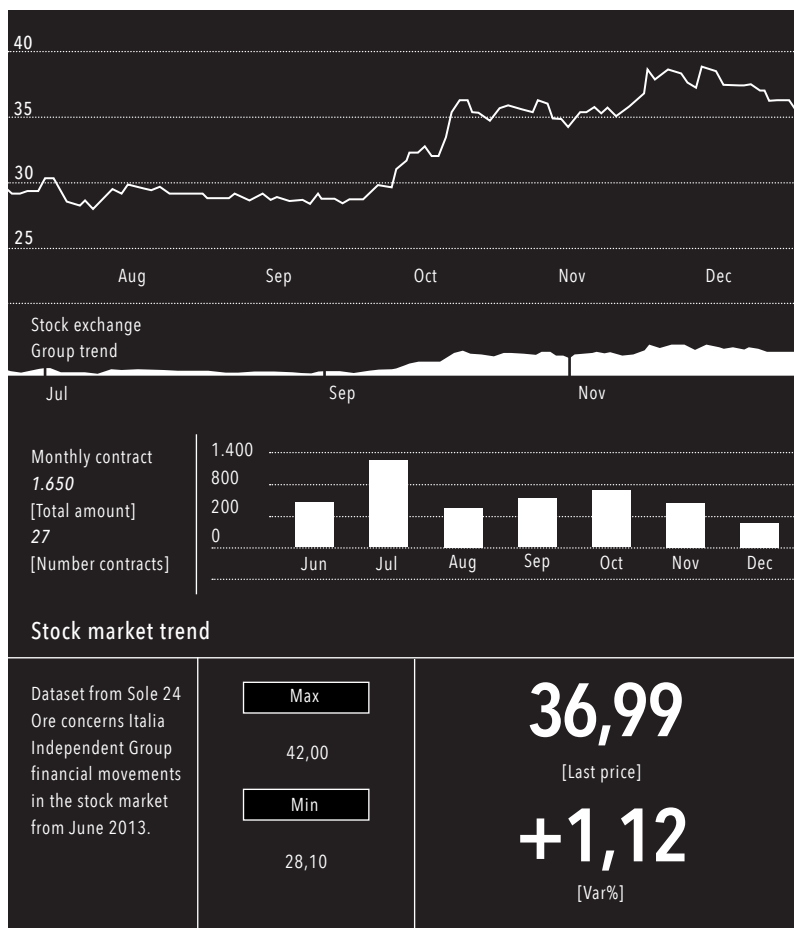 40
35
30
25
Aug Sep Oct Nov Dec
Stock exchange
Group trend
Jul Sep Nov
Monthly contract
1.650
[Total amount]
27
[Number contracts]
1.400
800
200
0
Jun Jul Aug Sep Oct Nov Dec
Stock market trend
Dataset from Sole 24
Ore concerns Italia
Independent Group
financial movements
in the stock market
from June 2013.
Max
42,00
Min
28,10
36,99
[Last price]
+1,12
[Var%]